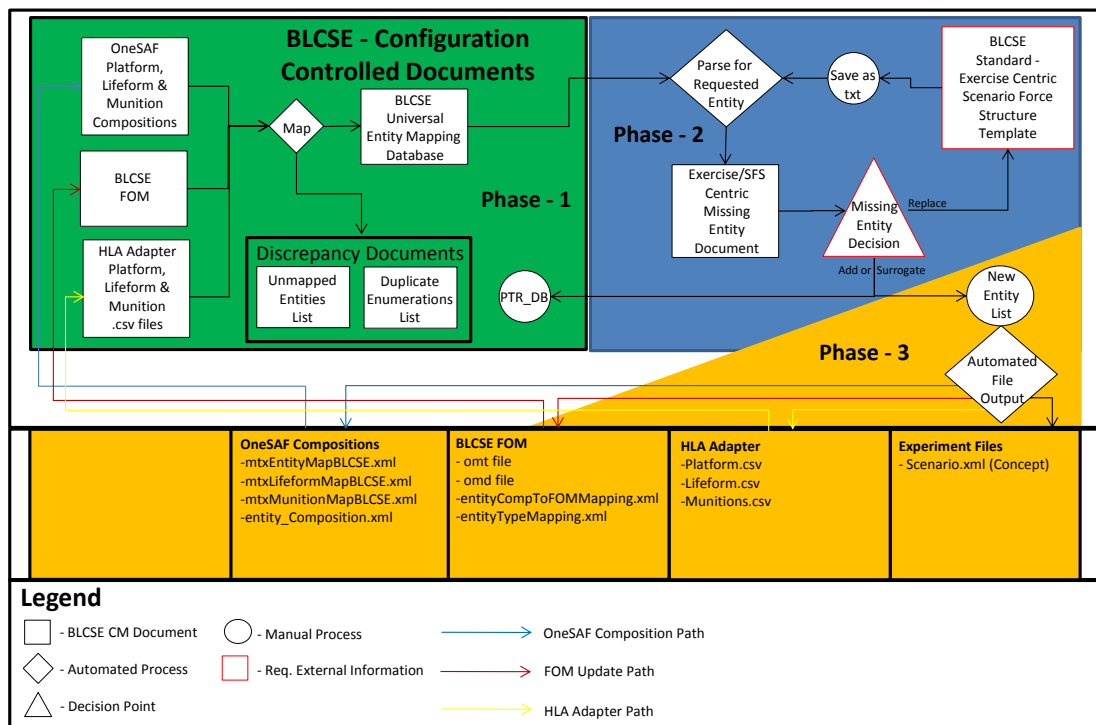 BLCSE - Configuration
Controlled Documents
OneSAF
Platform,
Lifeform &
Munition
Compositions
BLCSE
FOM
HLA Adapter
Platform,
Lifeform &
Munition
.csv files
Map
BLCSE
Universal
Entity Mapping
Database
Phase - 1
Discrepancy Documents
Unmapped
Entities
List
Duplicate
Enumerations
List
PTR_DB
Parse for
Requested
Entity
Save as
txt
BLCSE
Standard -
Exercise Centric
Scenario Force
Structure
Template
Phase - 2
Exercise/SFS
Centric
Missing
Entity
Document
Missing
Entity
Decision
Replace
Add or Surrogate
New
Entity
List
Phase - 3
Automated
File
Output
OneSAF Compositions
-mtxEntityMapBLCSE.xml
-mtxLifeformMapBLCSE.xml
-mtxMunitionMapBLCSE.xml
-entity_Composition.xml
BLCSE FOM
- omt file
- omd file
-entityCompToFOMMapping.xml
-entityTypeMapping.xml
HLA Adapter
-Platform.csv
-Lifeform.csv
-Munitions.csv
Experiment Files
- Scenario.xml (Concept)
Legend
- BLCSE CM Document
- Manual Process
OneSAF Composition Path
- Automated Process
- Req. External Information
FOM Update Path
- Decision Point
HLA Adapter Path